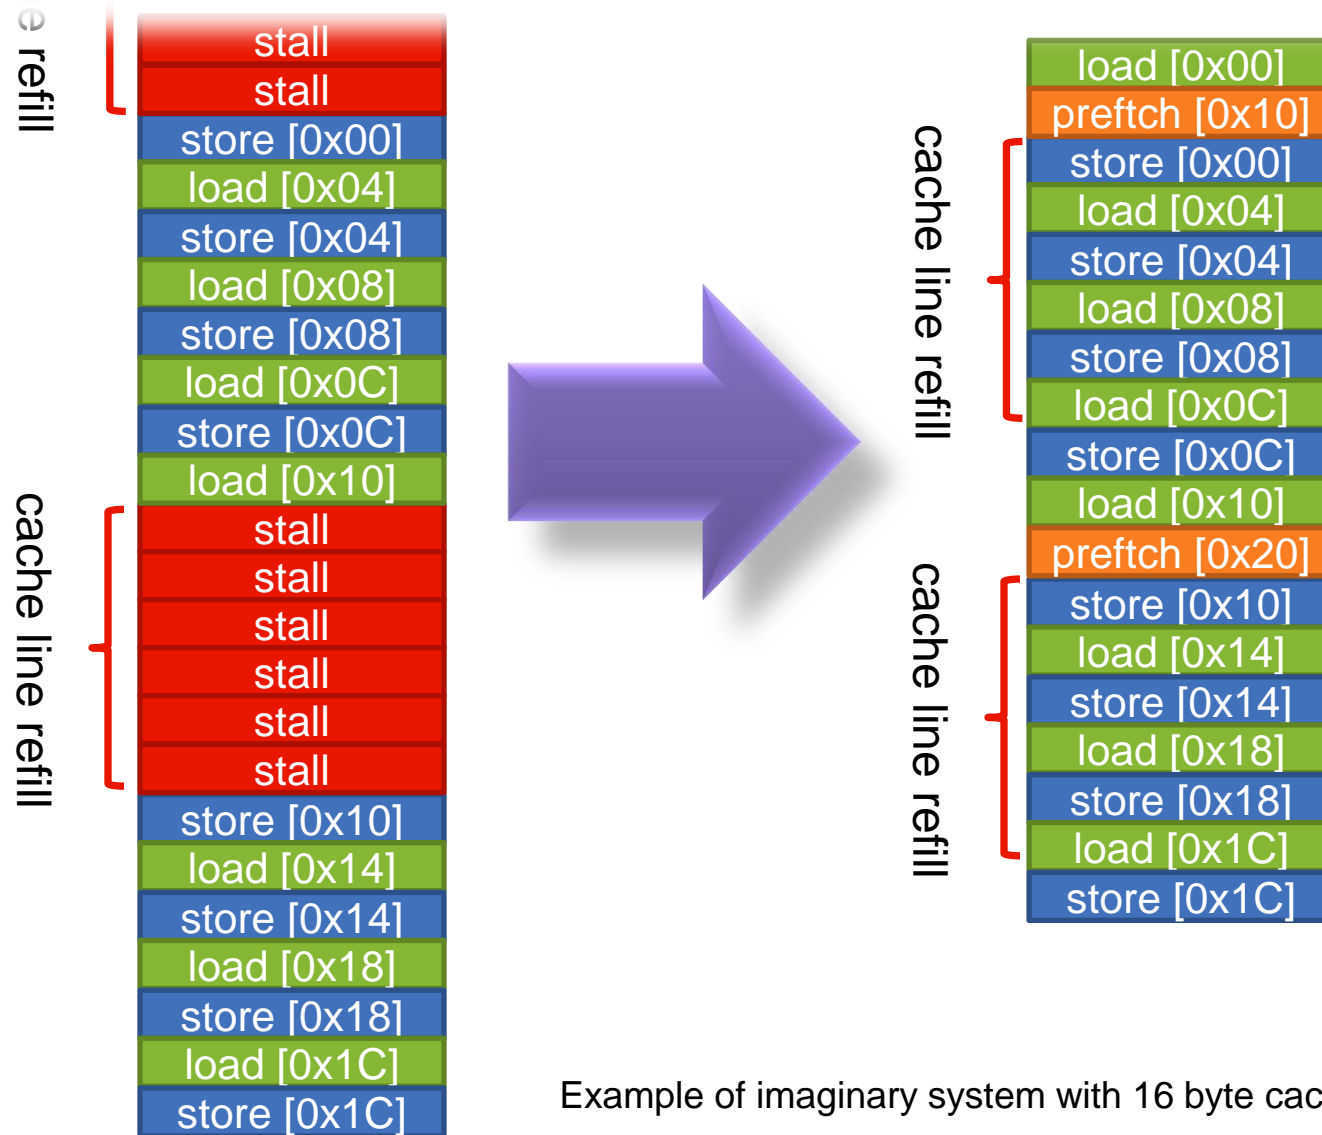 e refill
stall
stall
store [0x00]
load [0x04]
store [0x04]
load [0x08]
store [0x08]
load [0x0C]
store [0x0C]
load [0x10]
cache line refill
stall
stall
stall
stall
stall
stall
store [0x10]
load [0x14]
store [0x14]
load [0x18]
store [0x18]
load [0x1C]
store [0x1C]
load [0x00]
preftch [0x10]
cache line refill
store [0x00]
load [0x04]
store [0x04]
load [0x08]
store [0x08]
load [0x0C]
store [0x0C]
load [0x10]
preftch [0x20]
cache line refill
store [0x10]
load [0x14]
store [0x14]
load [0x18]
store [0x18]
load [0x1C]
store [0x1C]
Example of imaginary system with 16 byte cac